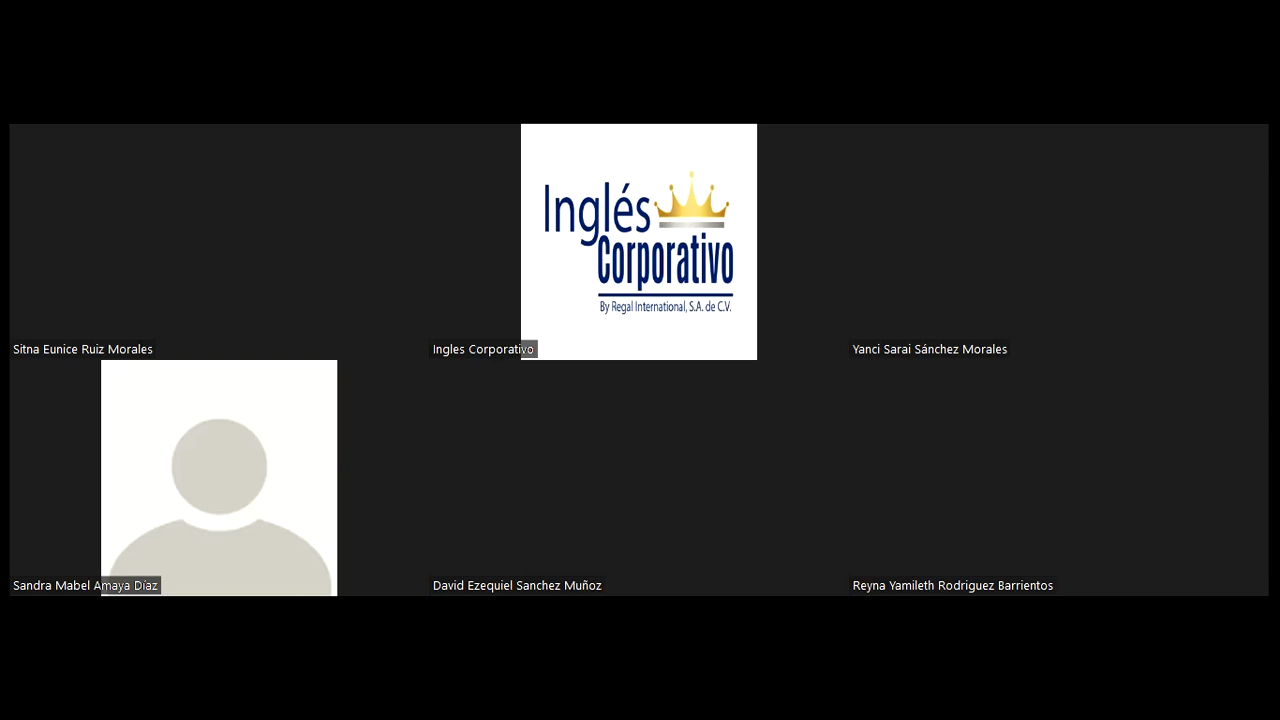 Inglés
Corporativo
By Regal International, S.A. de C.V.
Sitna Eunice Ruiz Morales
Ingles Corporativo
Yanci Sarai Sánchez Morales
Sandra Mabel Amaya Díaz
David Ezequiel Sanchez Muñoz
Reyna Yamileth Rodriguez Barrientos